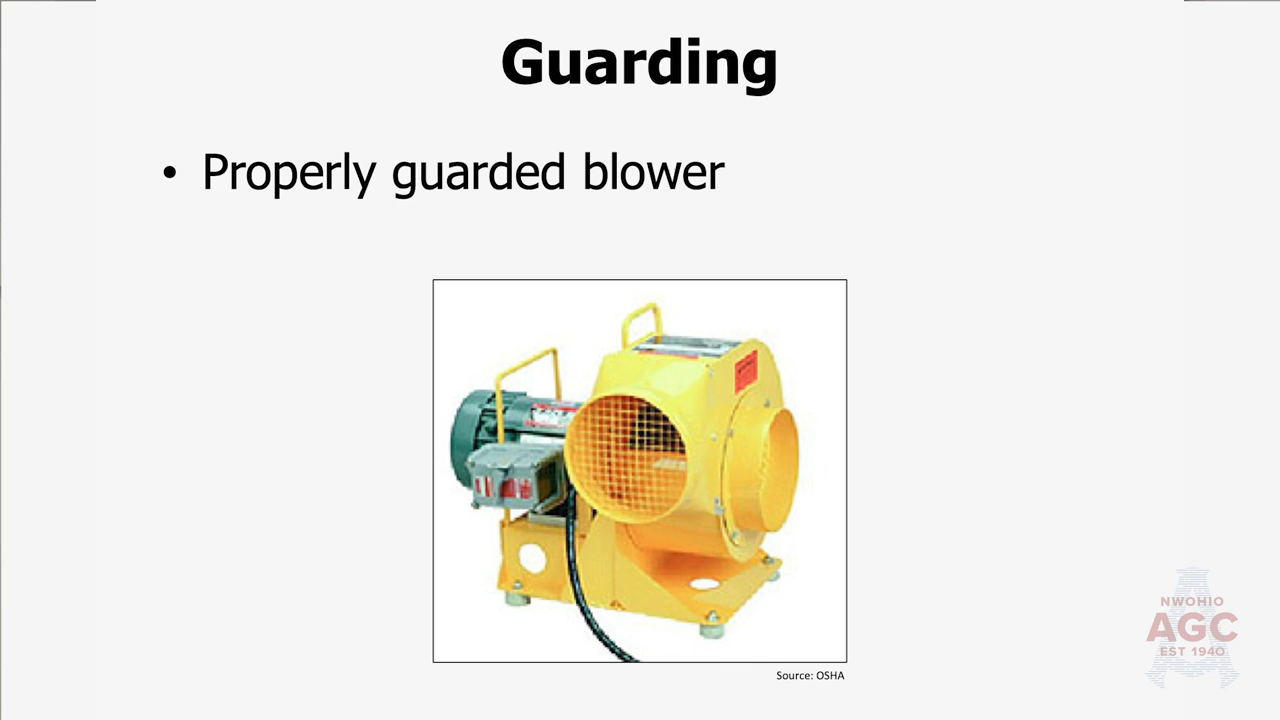 Guarding
• Properly guarded blower
Source: OSHA
NWOHIO
AGC
EST 1940